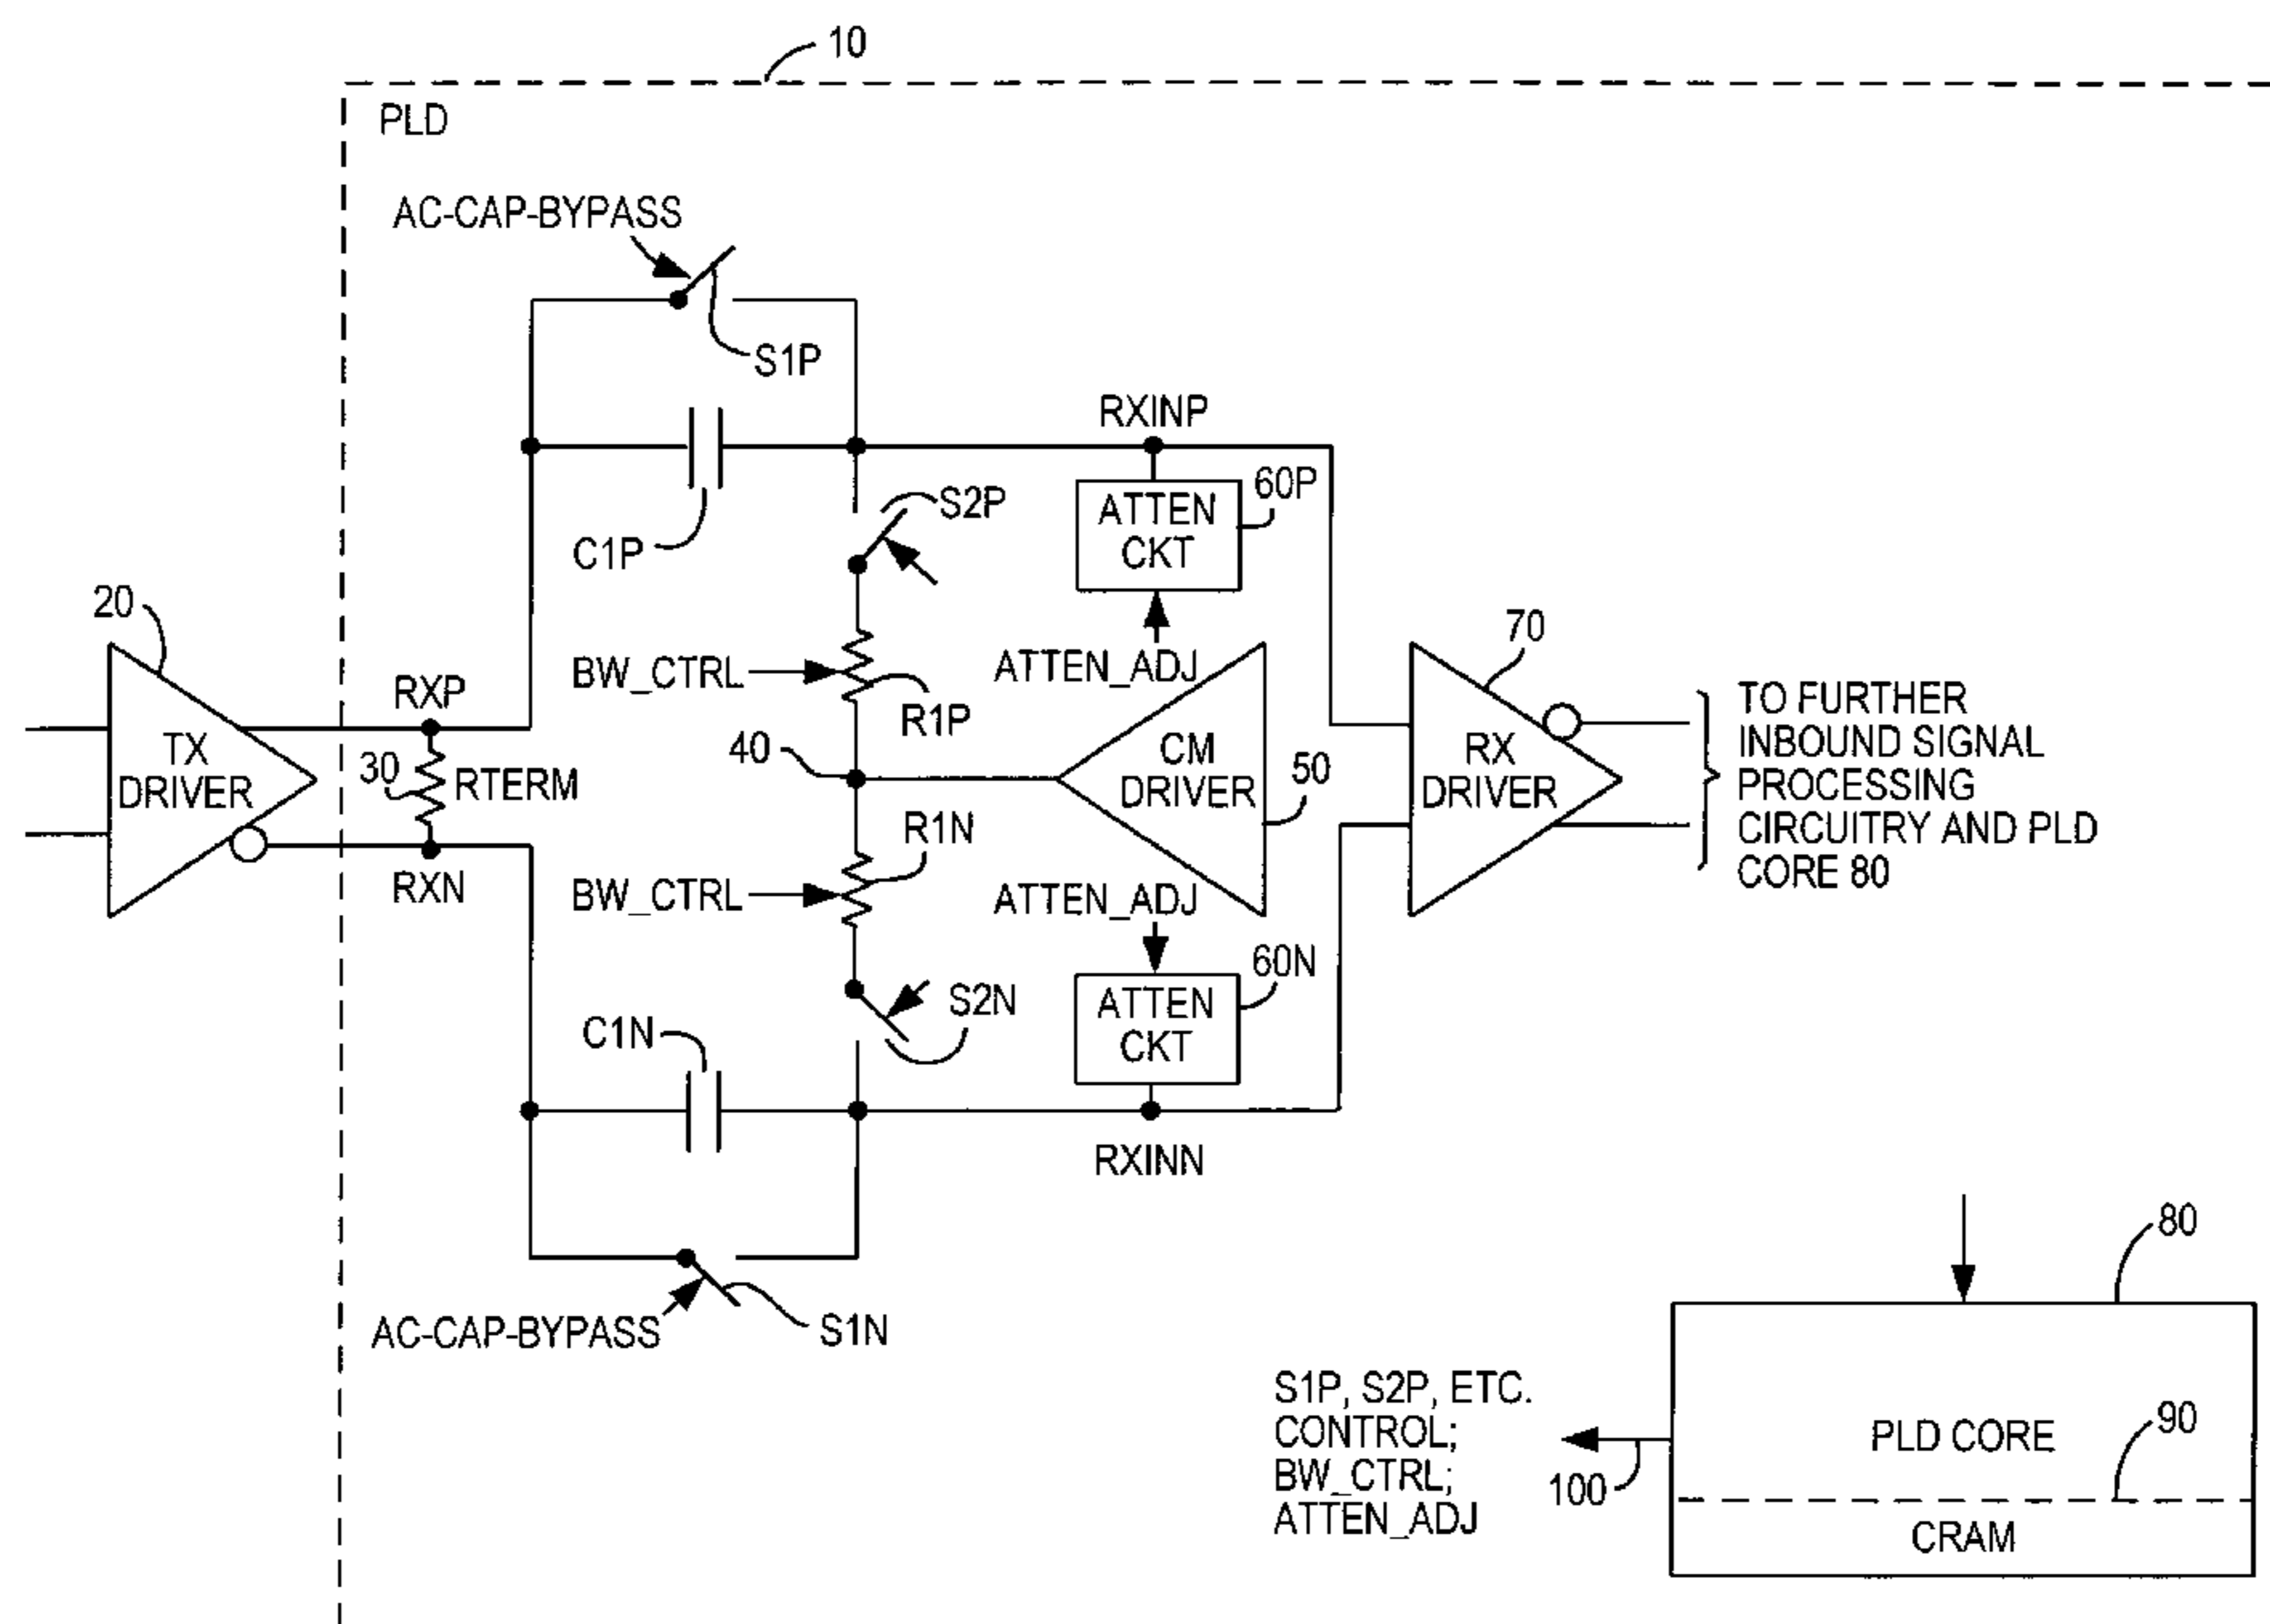 10
PLD
AC-CAP-BYPASS
S1P
RXINP
60P
S2P
ATTEN
CKT
C1P
20
70
ATTEN_ADJ
BW_CTRL
RXP
R1P
TO FURTHER
INBOUND SIGNAL
PROCESSING
CIRCUITRY AND PLD
CORE 80
TX
DRIVER
30
RTERM
40
CM
DRIVER
50
RX
DRIVER
R1N
RXN
BW_CTRL
ATTEN_ADJ
60N
S2N
ATTEN
CKT
C1N
RXINN
80
AC-CAP-BYPASS
S1N
S1P, S2P, ETC.
CONTROL;
BW_CTRL;
ATTEN_ADJ
100
PLD CORE
90
CRAM